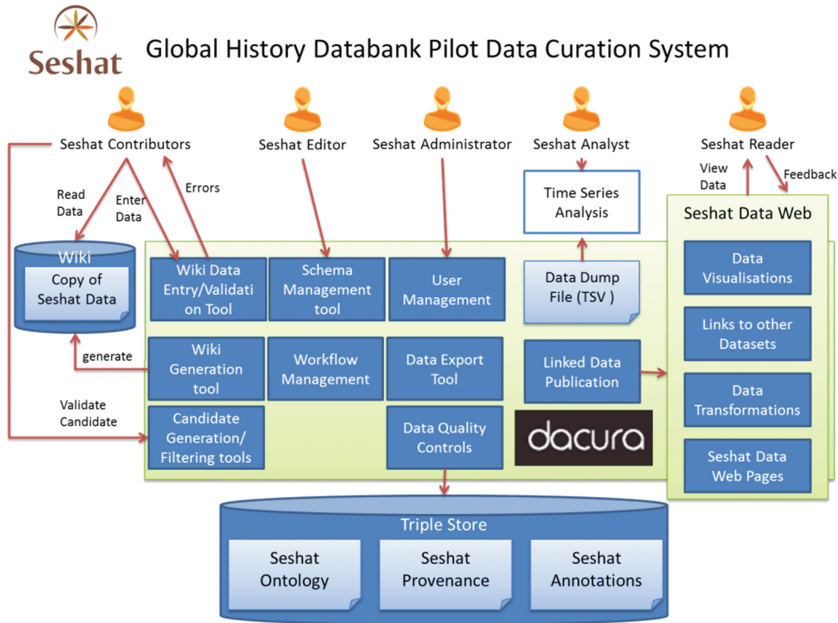 Seshat
Global History Databank Pilot Data Curation System
Seshat Contributors
Seshat Editor
Seshat Administrator
Seshat Analyst
Seshat Reader
Read
Data
Enter
Data
Errors
View
Data
Feedback
Time Series
Analysis
Seshat Data Web
Wiki
Copy of
Seshat Data
Wiki Data
Entry/Validati
on Tool
Schema
Management
tool
User
Management
Data Dump
File (TSV )
Data
Visualisations
generate
Wiki
Generation
tool
Workflow
Management
Data Export
Tool
Linked Data
Publication
Links to other
Datasets
Validate
Candidate
Candidate
Generation/
Filtering tools
Data Quality
Controls
dacura
Data
Transformations
Seshat Data
Web Pages
Triple Store
Seshat
Ontology
Seshat
Provenance
Seshat
Annotations